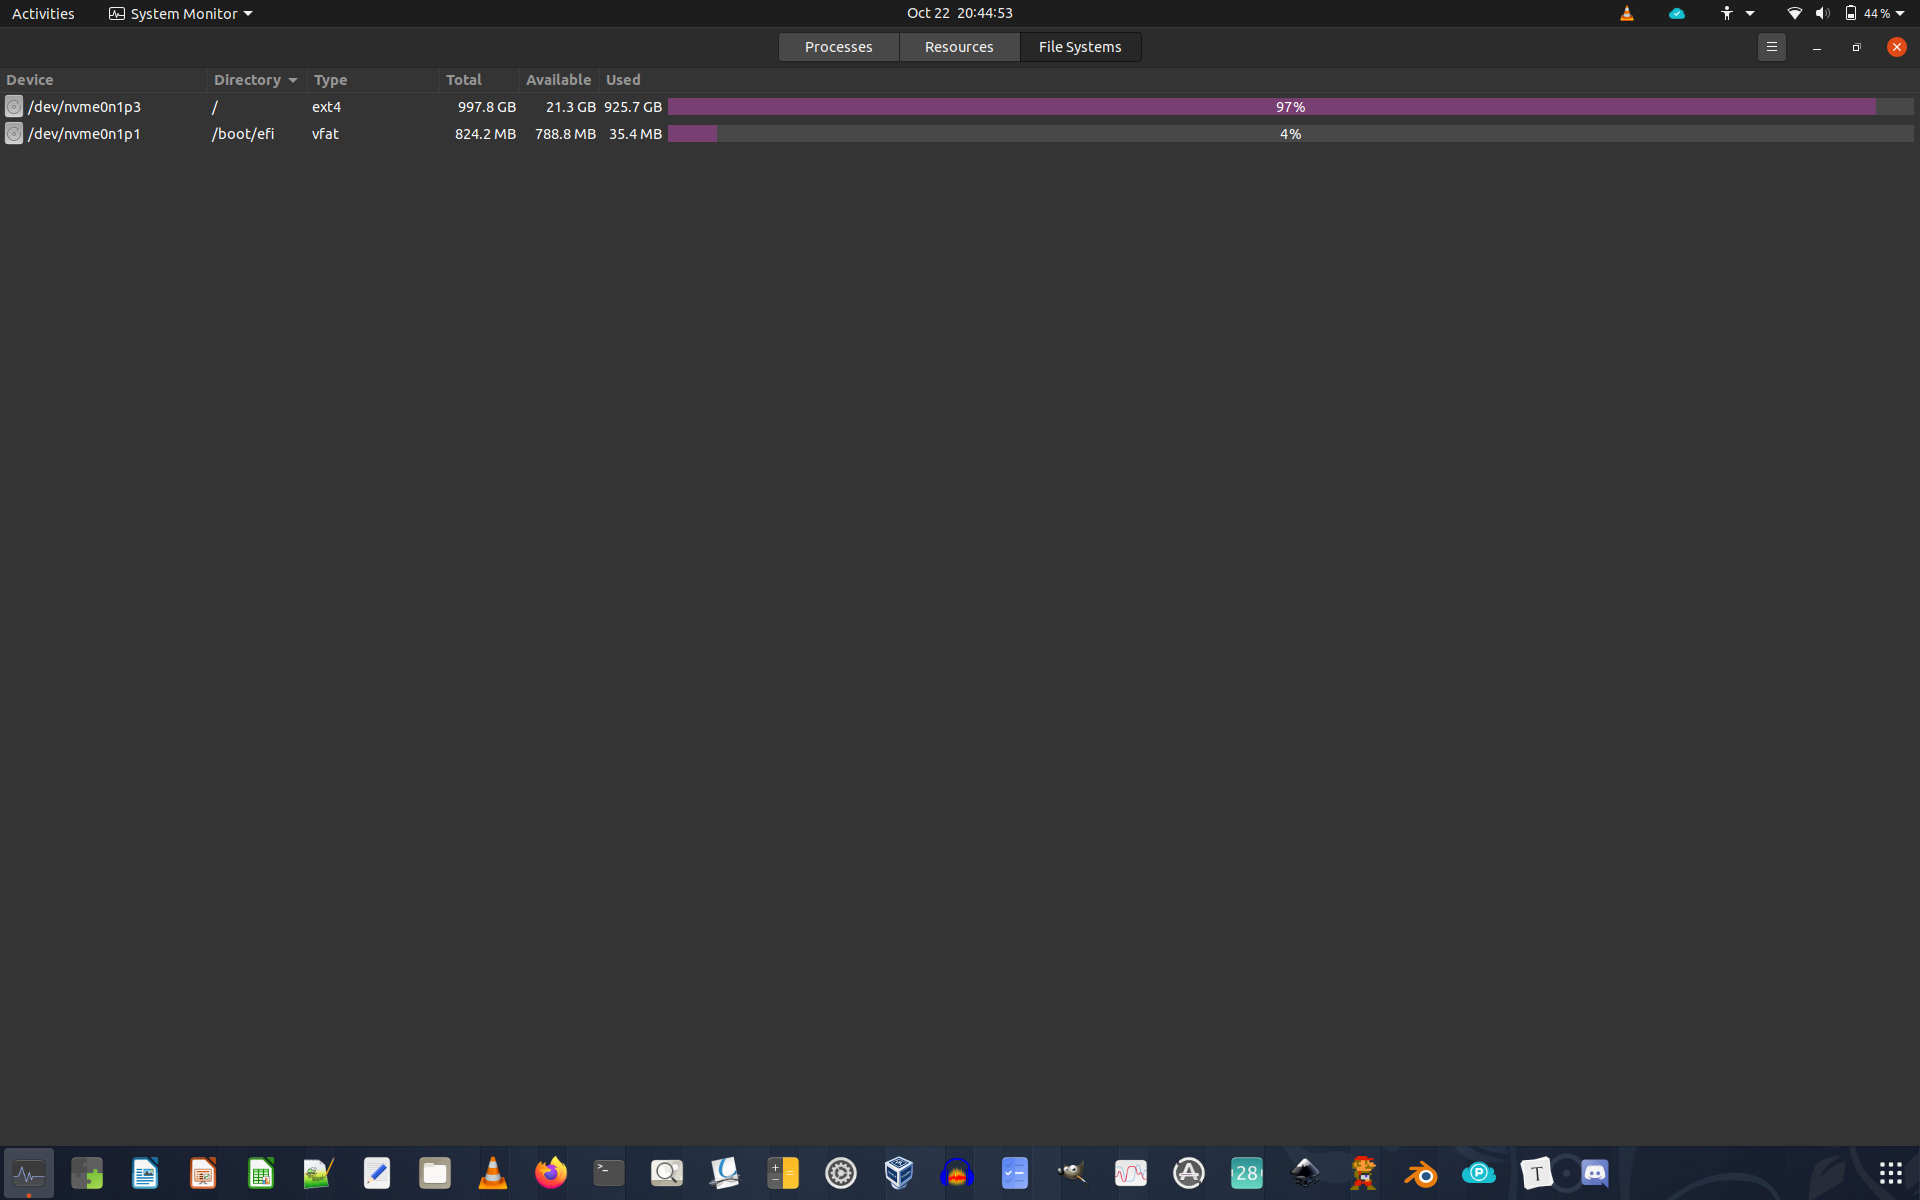 Activities System Monitor Oct 22 20:44:53 44 %
Processes Resources File Systems
Device Directory Type Total Available Used
/dev/nvme0n1p3 / ext4 997.8 GB 21.3 GB 925.7 GB 97%
/dev/nvme0n1p1 /boot/efi vfat 824.2 MB 788.8 MB 35.4 MB 4%
28
T